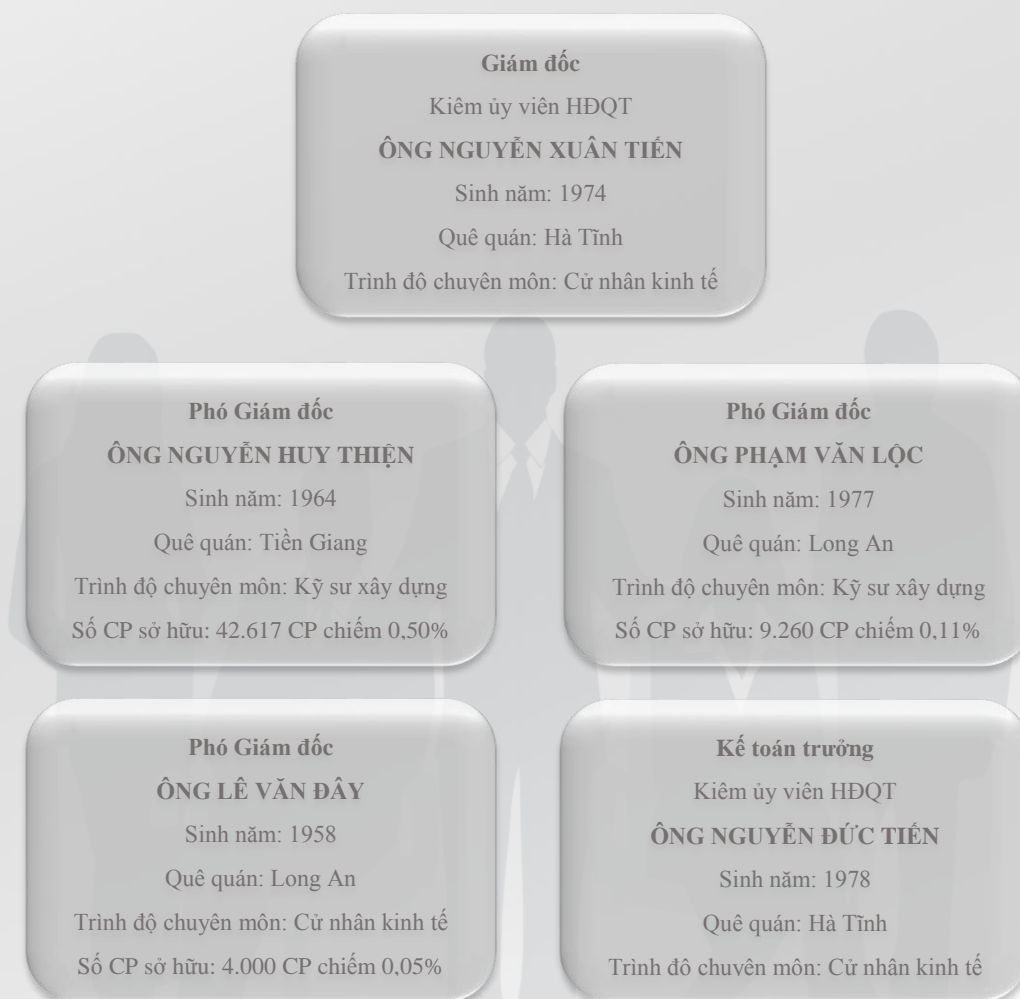 Giám đốc
Kiêm ủy viên HĐQT
ÔNG NGUYỄN XUÂN TIẾN
Sinh năm: 1974
Quê quán: Hà Tĩnh
Trình độ chuyên môn: Cử nhân kinh tế
Phó Giám đốc
ÔNG NGUYỄN HUY THIỆN
Sinh năm: 1964
Quê quán: Tiền Giang
Trình độ chuyên môn: Kỹ sư xây dựng
Số CP sở hữu: 42.617 CP chiếm 0,50%
Phó Giám đốc
ÔNG PHẠM VĂN LỘC
Sinh năm: 1977
Quê quán: Long An
Trình độ chuyên môn: Kỹ sư xây dựng
Số CP sở hữu: 9.260 CP chiếm 0,11%
Phó Giám đốc
ÔNG LÊ VĂN ĐÂY
Sinh năm: 1958
Quê quán: Long An
Trình độ chuyên môn: Cử nhân kinh tế
Số CP sở hữu: 4.000 CP chiếm 0,05%
Kế toán trưởng
Kiêm ủy viên HĐQT
ÔNG NGUYỄN ĐỨC TIẾN
Sinh năm: 1978
Quê quán: Hà Tĩnh
Trình độ chuyên môn: Cử nhân kinh tế